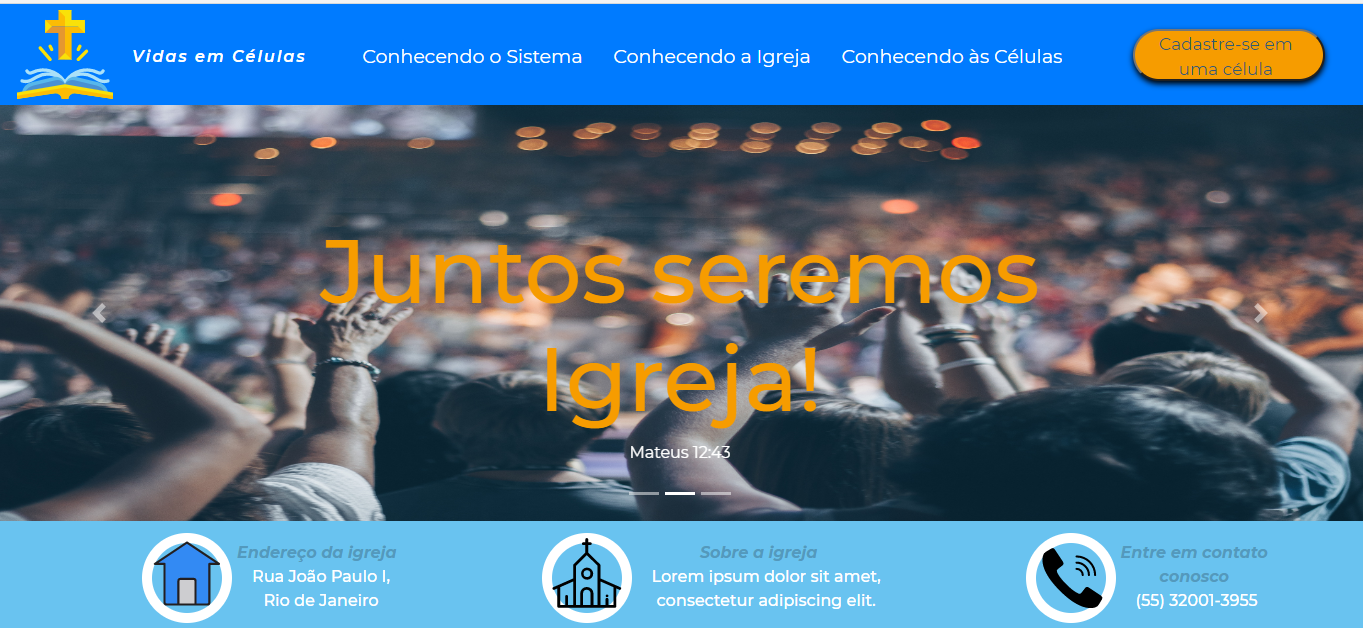 Vidas em Células
Conhecendo o Sistema
Conhecendo a Igreja
Conhecendo às Células
Cadastre-se em
uma célula
Juntos seremos
Igreja!
Mateus 12:43
Endereço da igreja
Rua João Paulo I,
Rio de Janeiro
Sobre a igreja
Lorem ipsum dolor sit amet,
consectetur adipiscing elit.
Entre em contato
conosco
(55) 32001-3955